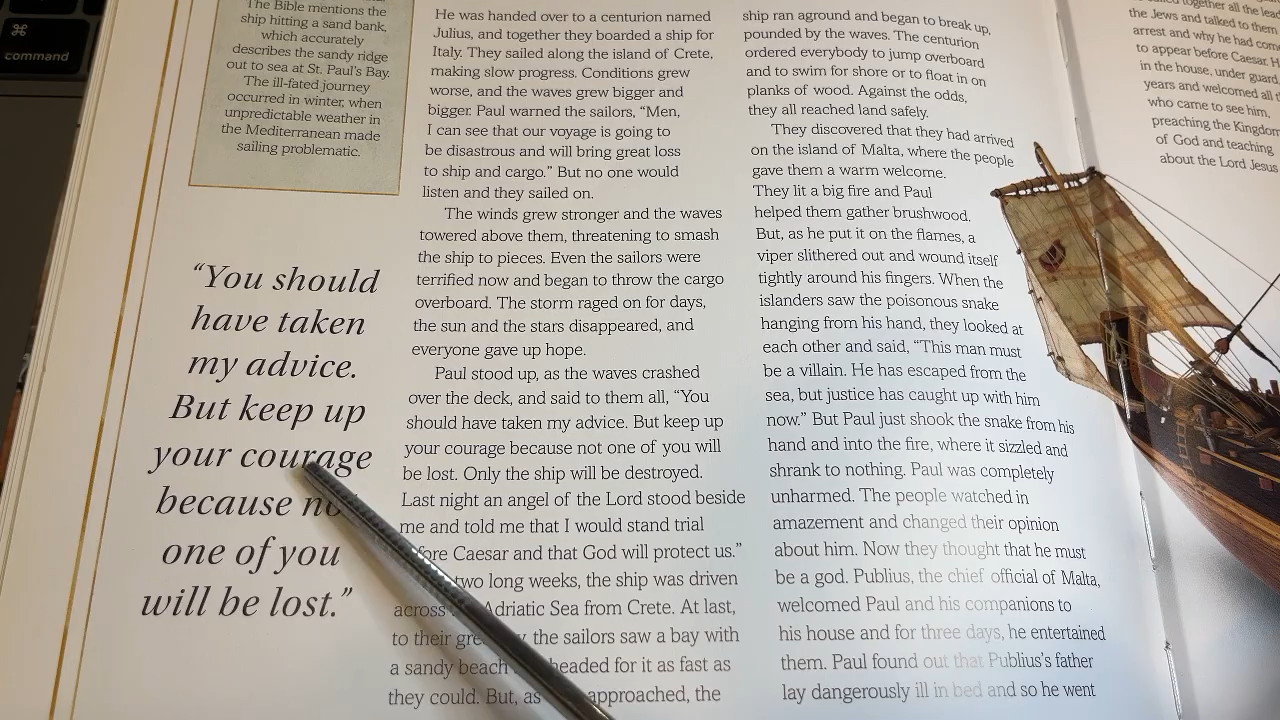 ⌘
command
The Bible mentions the
ship hitting a sand bank,
which accurately
describes the sandy ridge
out to sea at St. Paul's Bay.
The ill-fated journey
occurred in winter, when
unpredictable weather in
the Mediterranean made
sailing problematic.
“You should
have taken
my advice.
But keep up
your courage
because not
one of you
will be lost.”
He was handed over to a centurion named
Julius, and together they boarded a ship for
Italy. They sailed along the island of Crete,
making slow progress. Conditions grew
worse, and the waves grew bigger and
bigger. Paul warned the sailors, “Men,
I can see that our voyage is going to
be disastrous and will bring great loss
to ship and cargo.” But no one would
listen and they sailed on.
The winds grew stronger and the waves
towered above them, threatening to smash
the ship to pieces. Even the sailors were
terrified now and began to throw the cargo
overboard. The storm raged on for days,
the sun and the stars disappeared, and
everyone gave up hope.
Paul stood up, as the waves crashed
over the deck, and said to them all, “You
should have taken my advice. But keep up
your courage because not one of you will
be lost. Only the ship will be destroyed.
Last night an angel of the Lord stood beside
me and told me that I would stand trial
fore Caesar and that God will protect us.”
two long weeks, the ship was driven
across Adriatic Sea from Crete. At last,
to their the sailors saw a bay with
a sandy beach headed for it as fast as
they could. But, as approached, the
ship ran aground and began to break up,
pounded by the waves. The centurion
ordered everybody to jump overboard
and to swim for shore or to float in on
planks of wood. Against the odds,
they all reached land safely.
They discovered that they had arrived
on the island of Malta, where the people
gave them a warm welcome.
They lit a big fire and Paul
helped them gather brushwood.
But, as he put it on the flames, a
viper slithered out and wound itself
tightly around his fingers. When the
islanders saw the poisonous snake
hanging from his hand, they looked at
each other and said, “This man must
be a villain. He has escaped from the
sea, but justice has caught up with him
now.” But Paul just shook the snake from his
hand and into the fire, where it sizzled and
shrank to nothing. Paul was completely
unharmed. The people watched in
amazement and changed their opinion
about him. Now they thought that he must
be a god. Publius, the chief official of Malta,
welcomed Paul and his companions to
his house and for three days, he entertained
them. Paul found out that Publius's father
lay dangerously ill in bed and so he went
together all the lead
the Jews and talked to them
arrest and why he had com
to appear before Caesar. H
in the house, under guard,
years and welcomed all t
who came to see him,
preaching the Kingdom
of God and teaching
about the Lord Jesus